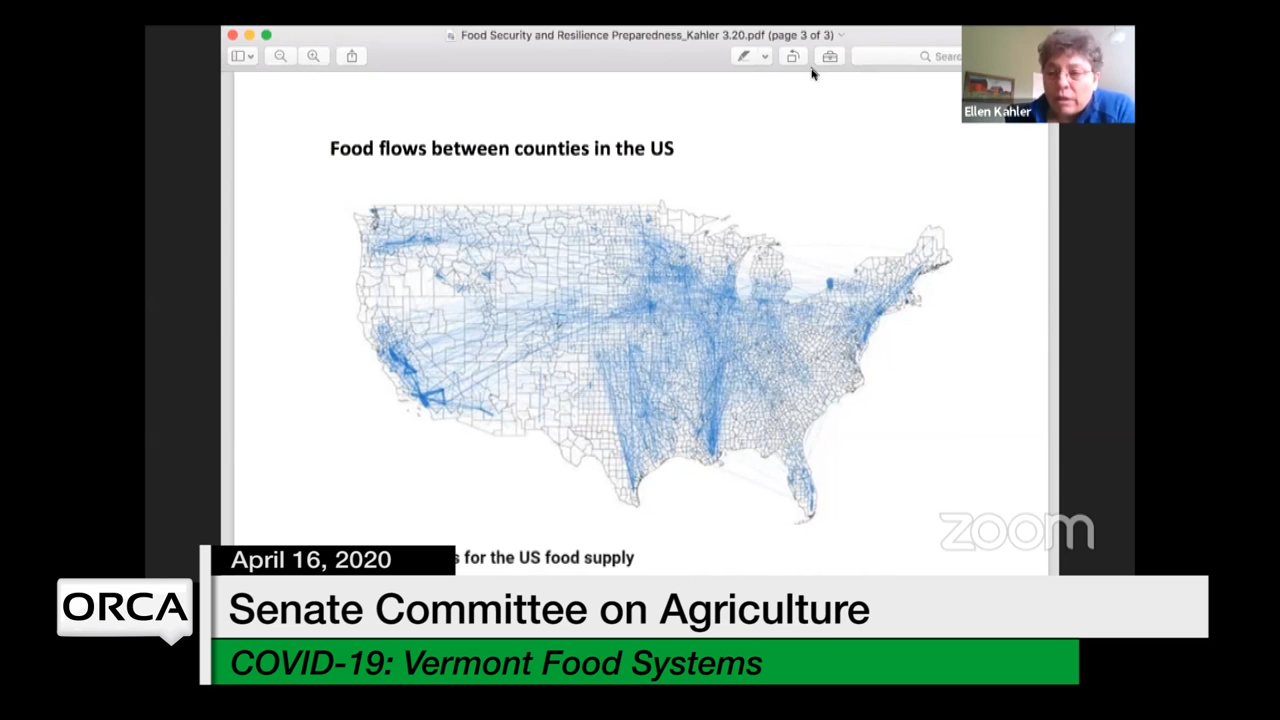 Food Security and Resilience Preparedness_Kahler 3.20.pdf (page 3 of 3)
Sear
Ellen Kahler
Food flows between counties in the US
zoom
s for the US food supply
April 16, 2020
ORCA
Senate Committee on Agriculture
COVID-19: Vermont Food Systems